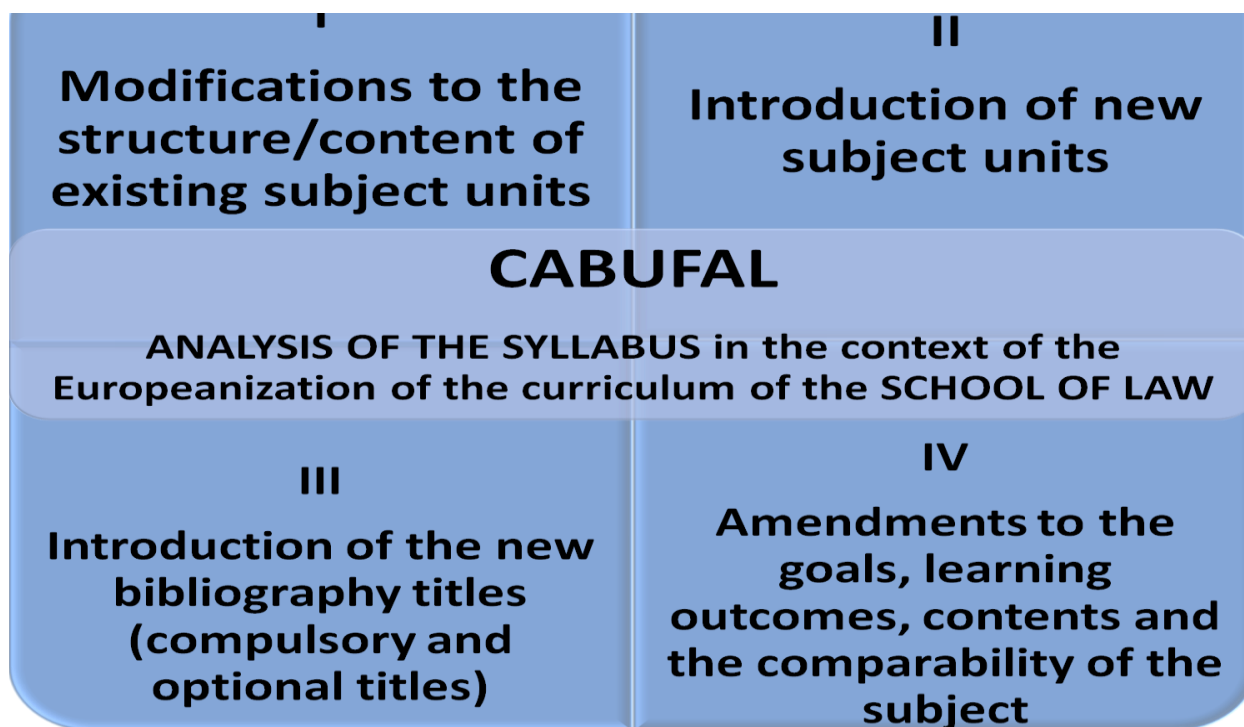 I
Modifications to the
structure/content of
existing subject units
II
Introduction of new
subject units
CABUFAL
ANALYSIS OF THE SYLLABUS in the context of the
Europeanization of the curriculum of the SCHOOL OF LAW
III
Introduction of the new
bibliography titles
(compulsory and
optional titles)
IV
Amendments to the
goals, learning
outcomes, contents and
the comparability of the
subject